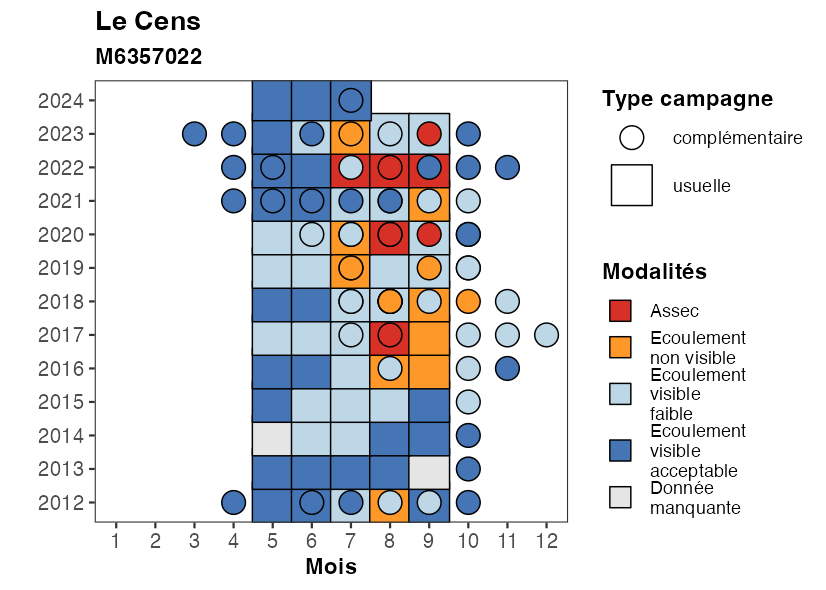 Le Cens
M6357022
2024
2023
2022
2021
2020
2019
2018
2017
2016
2015
2014
2013
2012
1 2 3 4 5 6 7 8 9 10 11 12
Mois
Type campagne
complémentaire
usuelle
Modalités
Assec
Ecoulement
non visible
Ecoulement
visible
faible
Ecoulement
visible
acceptable
Donnée
manquante